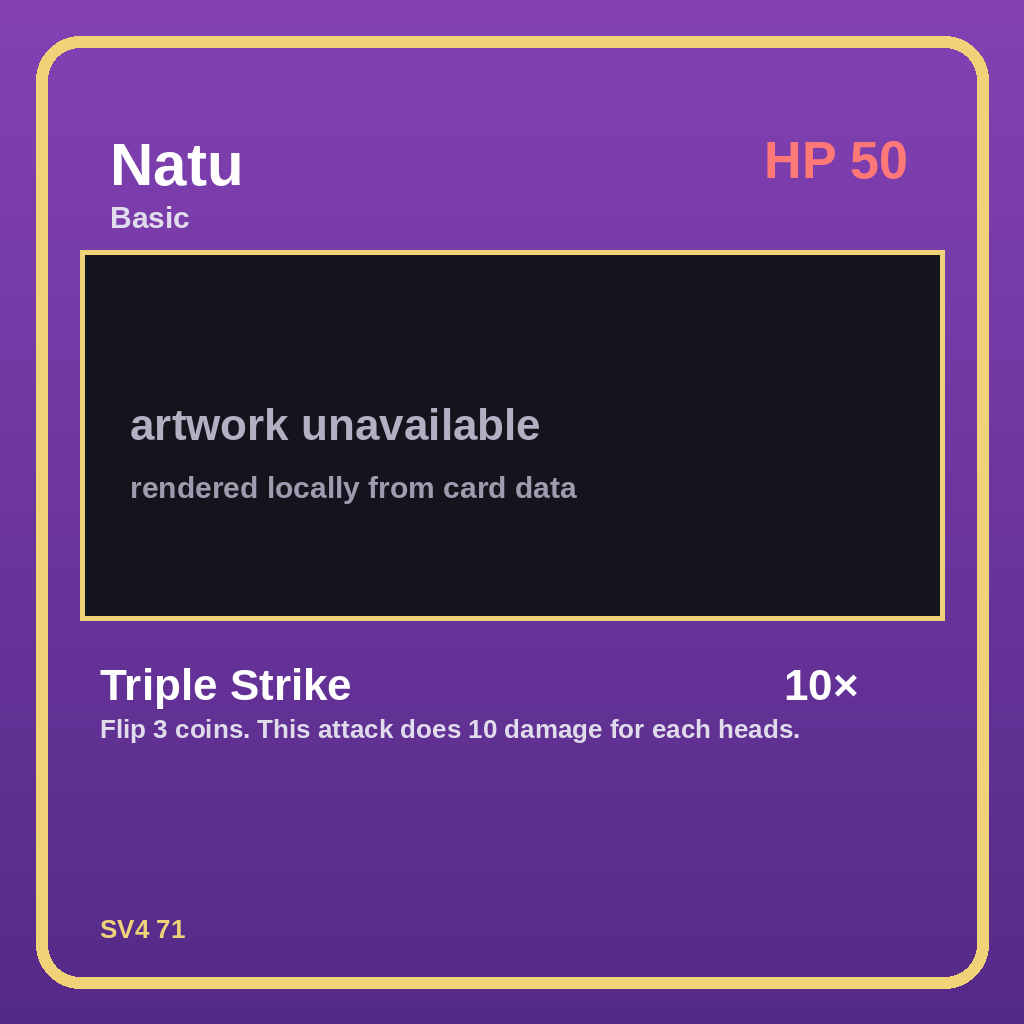 Natu
HP 50
Basic
artwork unavailable
rendered locally from card data
Triple Strike
10×
Flip 3 coins. This attack does 10 damage for each heads.
SV4 71